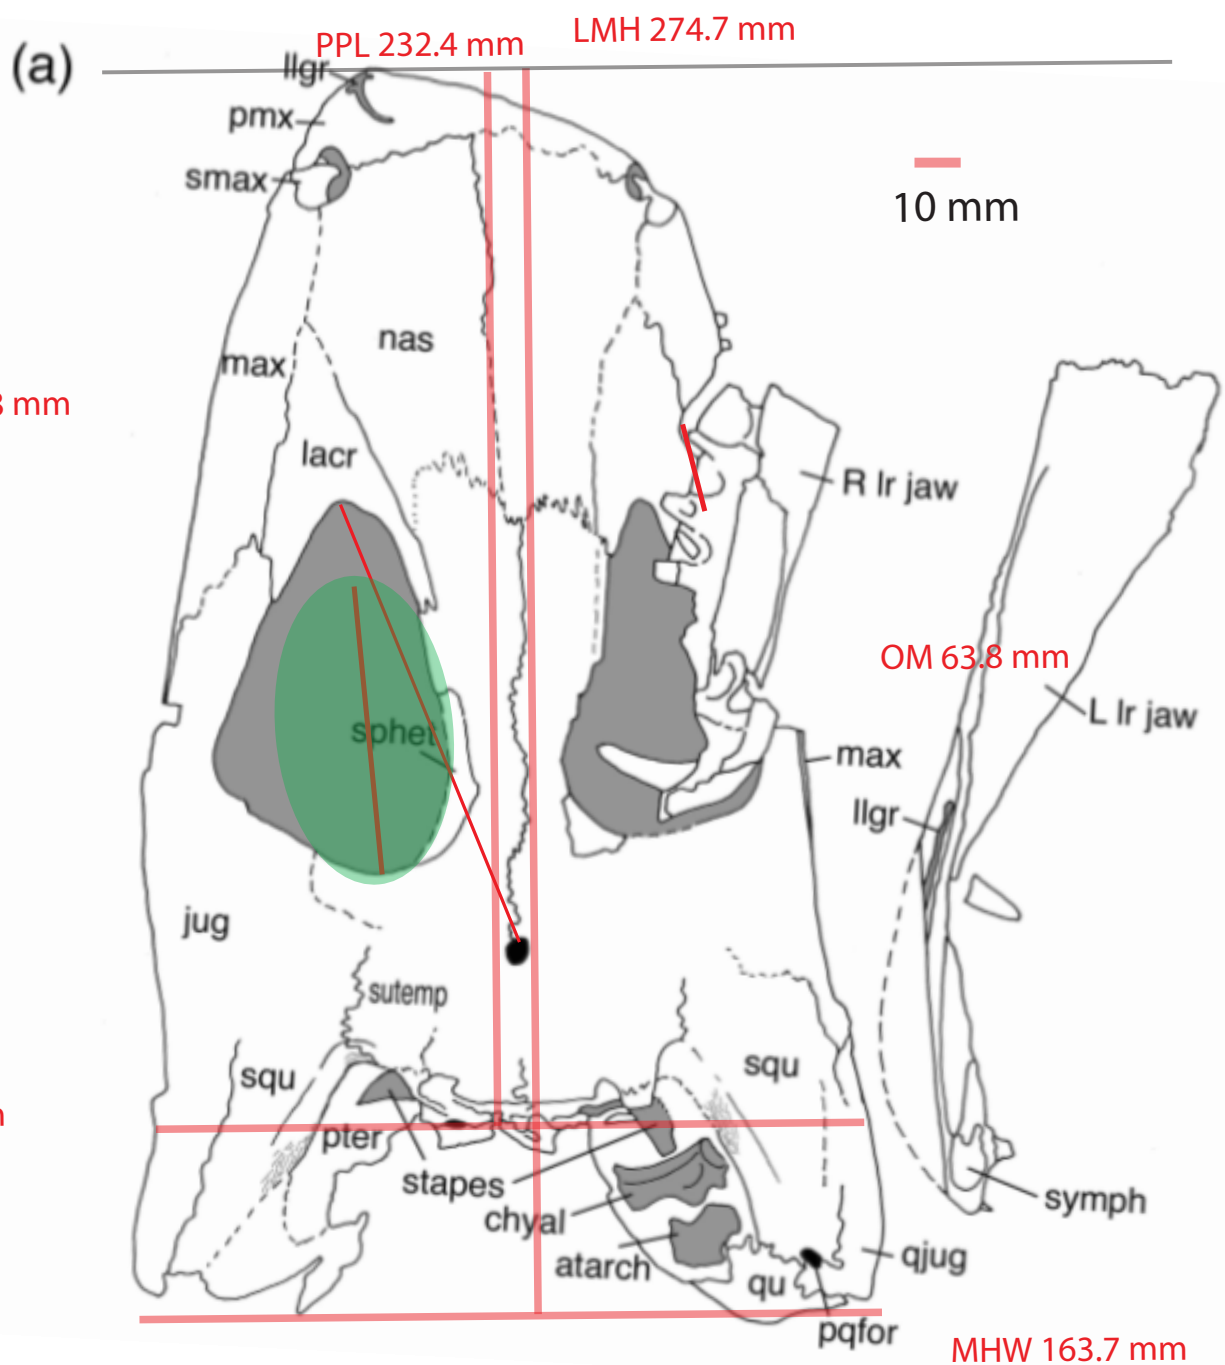 PPL 232.4 mm
LMH 274.7 mm
(a)
llgr
pmx
smax
10 mm
nas
max
3 mm
lacr
R lr jaw
OM 63.8 mm
sphet
L lr jaw
max
llgr
jug
sutemp
squ
squ
pter
stapes
symph
chyal
atarch
qjug
qu
pqfor
MHW 163.7 mm